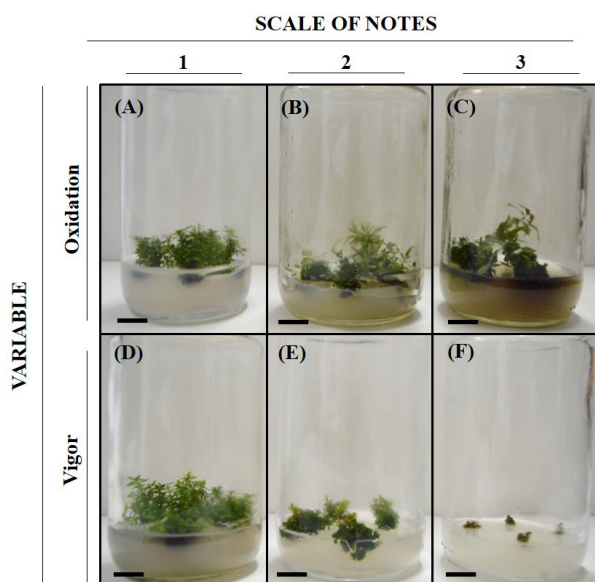 SCALE OF NOTES
1 2 3
VARIABLE
Oxidation
(A) (B) (C)
Vigor
(D) (E) (F)